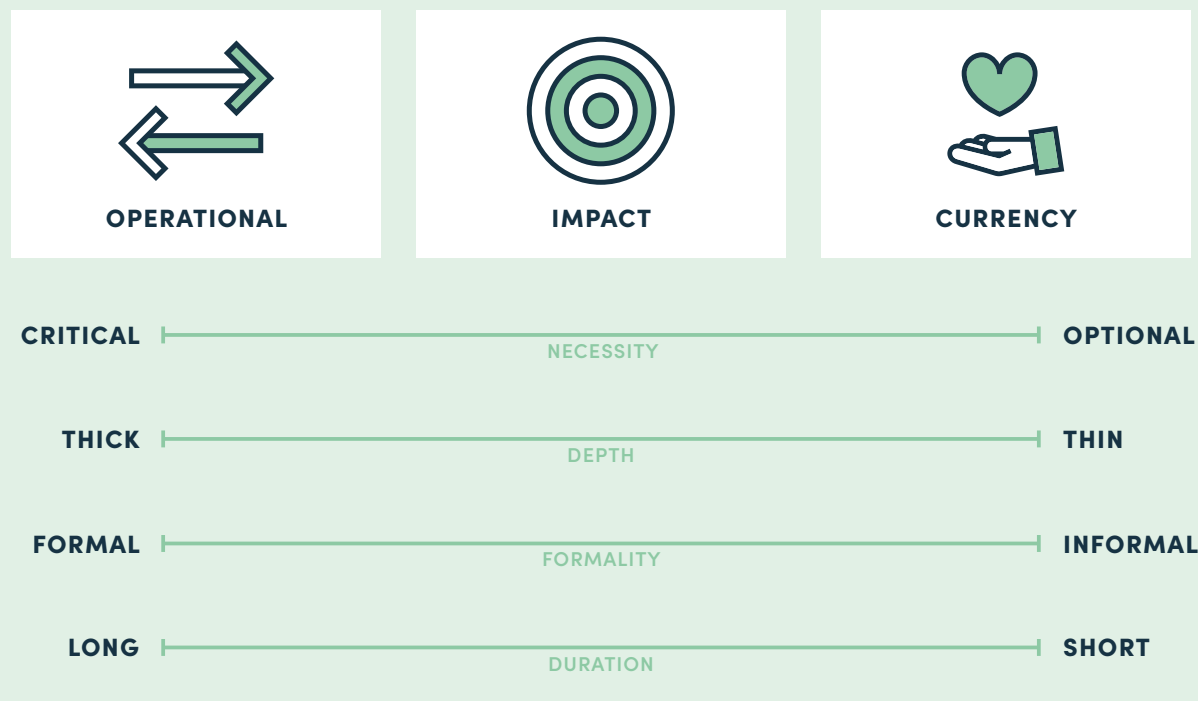 OPERATIONAL
IMPACT
CURRENCY
CRITICAL
OPTIONAL
NECESSITY
THICK
THIN
DEPTH
FORMAL
INFORMAL
FORMALITY
LONG
SHORT
DURATION